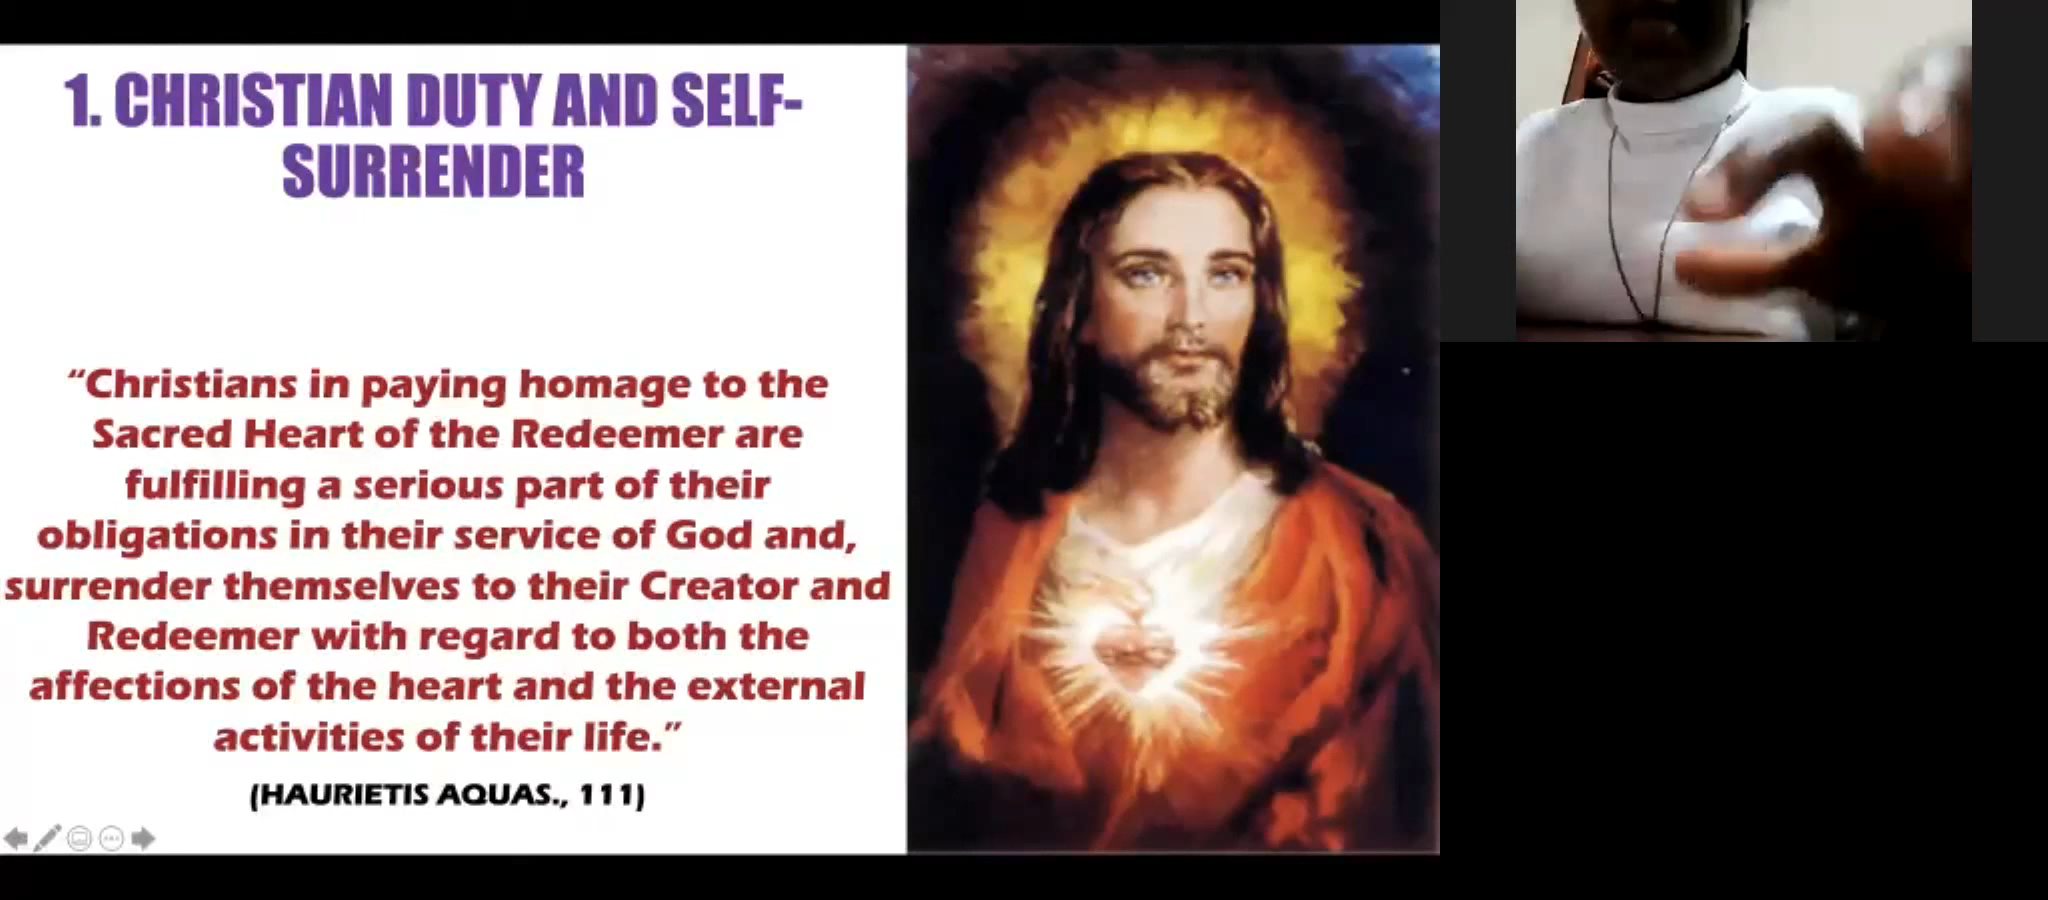 1. CHRISTIAN DUTY AND SELF-
SURRENDER
“Christians in paying homage to the
Sacred Heart of the Redeemer are
fulfilling a serious part of their
obligations in their service of God and,
surrender themselves to their Creator and
Redeemer with regard to both the
affections of the heart and the external
activities of their life.”
(HAURIETIS AQUAS., 111)